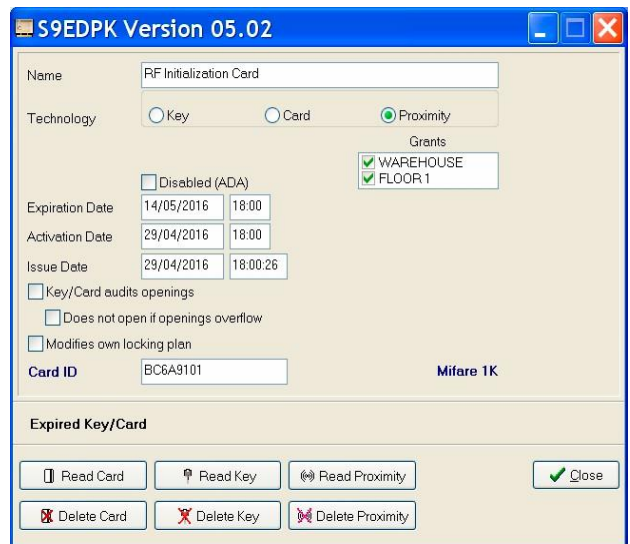 S9EDPK Version 05.02
Name RF Initialization Card
Technology Key Card Proximity
Grants
WAREHOUSE
FLOOR 1
Disabled (ADA)
Expiration Date 14/05/2016 18:00
Activation Date 29/04/2016 18:00
Issue Date 29/04/2016 18:00:26
Key/Card audits openings
Does not open if openings overflow
Modifies own locking plan
Card ID BC6A9101 Mifare 1K
Expired Key/Card
Read Card Read Key Read Proximity Close
Delete Card Delete Key Delete Proximity